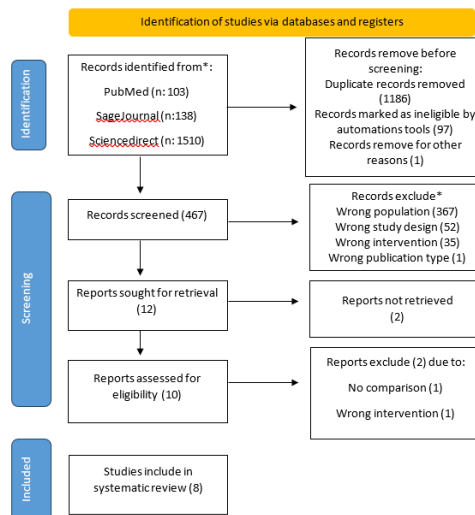 Identification of studies via databases and registers
Identification
Records identified from*:
PubMed (n: 103)
SageJournal (n:138)
Sciencedirect (n: 1510)
Records remove before
screening:
Duplicate records removed
(1186)
Records marked as ineligible by
automations tools (97)
Records remove for other
reasons (1)
Screening
Records screened (467)
Records exclude*
Wrong population (367)
Wrong study design (52)
Wrong intervention (35)
Wrong publication type (1)
Reports sought for retrieval
(12)
Reports not retrieved
(2)
Reports assessed for
eligibility (10)
Reports exclude (2) due to:
No comparison (1)
Wrong intervention (1)
Included
Studies include in
systematic review (8)